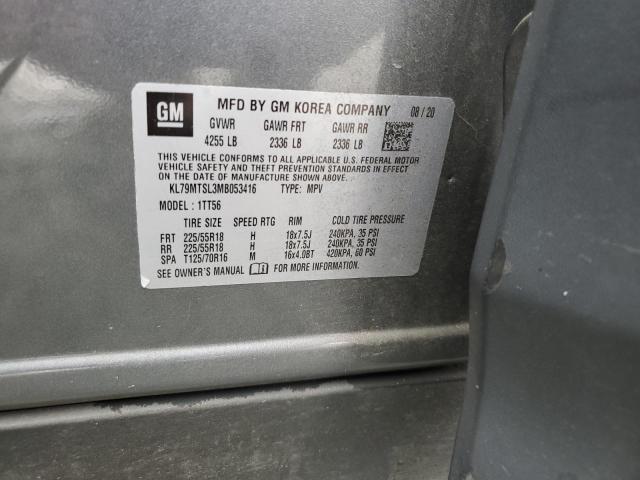 GM MFD BY GM KOREA COMPANY 08/20
GVWR GAWR FRT GAWR RR
4255 LB 2336 LB 2336 LB
THIS VEHICLE CONFORMS TO ALL APPLICABLE U.S. FEDERAL MOTOR
VEHICLE SAFETY AND THEFT PREVENTION STANDARDS IN EFFECT
ON THE DATE OF MANUFACTURE SHOWN ABOVE.
KL79MTSL3MB053416 TYPE: MPV
MODEL : 1TT56
TIRE SIZE SPEED RTG RIM COLD TIRE PRESSURE
FRT 225/55R18 H 18x7.5J 240KPA, 35 PSI
RR 225/55R18 H 18x7.5J 240KPA, 35 PSI
SPA T125/70R16 M 16x4.0BT 420KPA, 60 PSI
SEE OWNER'S MANUAL FOR MORE INFORMATION.